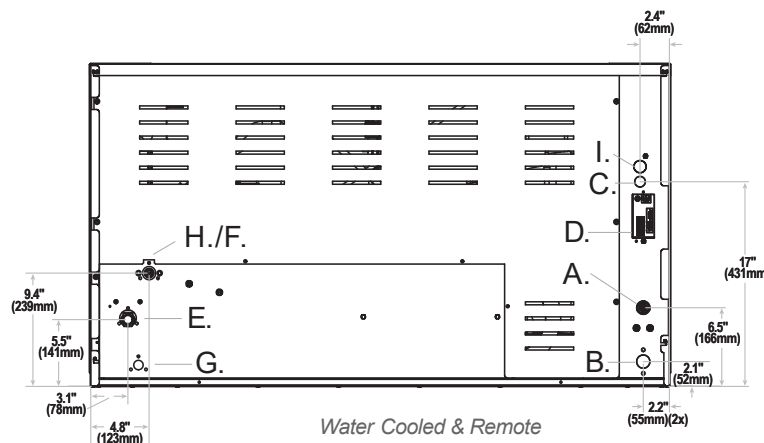 2.4"
(62mm)
I.
C.
D.
H./F.
A.
17"
(431mm
9.4"
(239mm)
E.
6.5"
(166mm)
5.5"
(141mm)
G.
B.
2.1"
(52mm)
3.1"
(78mm)
2.2"
(55mm)(2x)
4.8"
(123mm)
Water Cooled & Remote